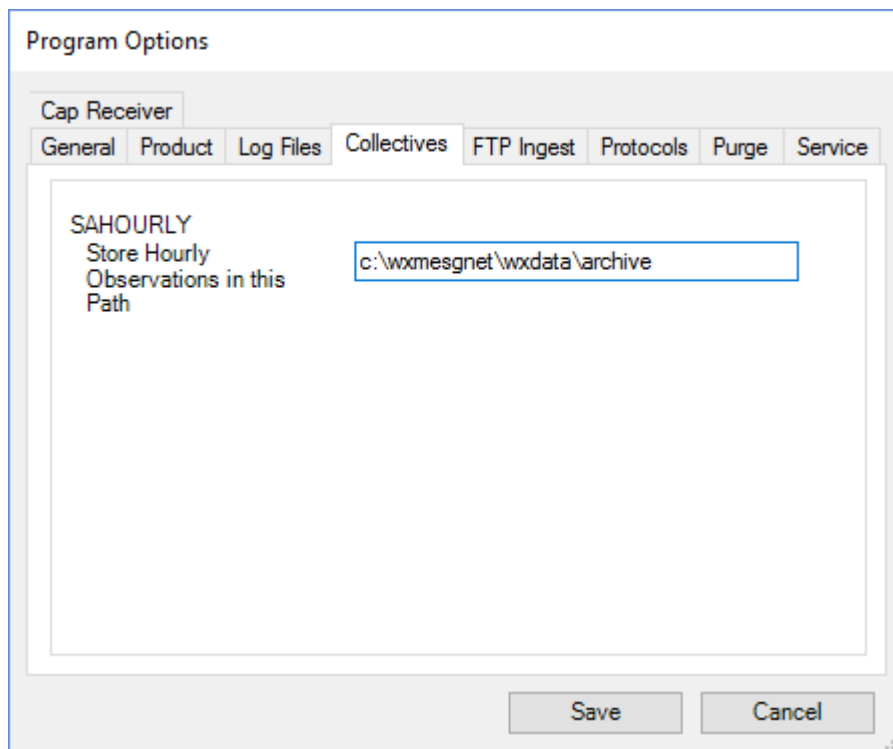 Program Options
Cap Receiver
General Product Log Files Collectives FTP Ingest Protocols Purge Service
SAHOURLY
Store Hourly
Observations in this
Path
c:\wxmesgnet\wxdata\archive
Save Cancel